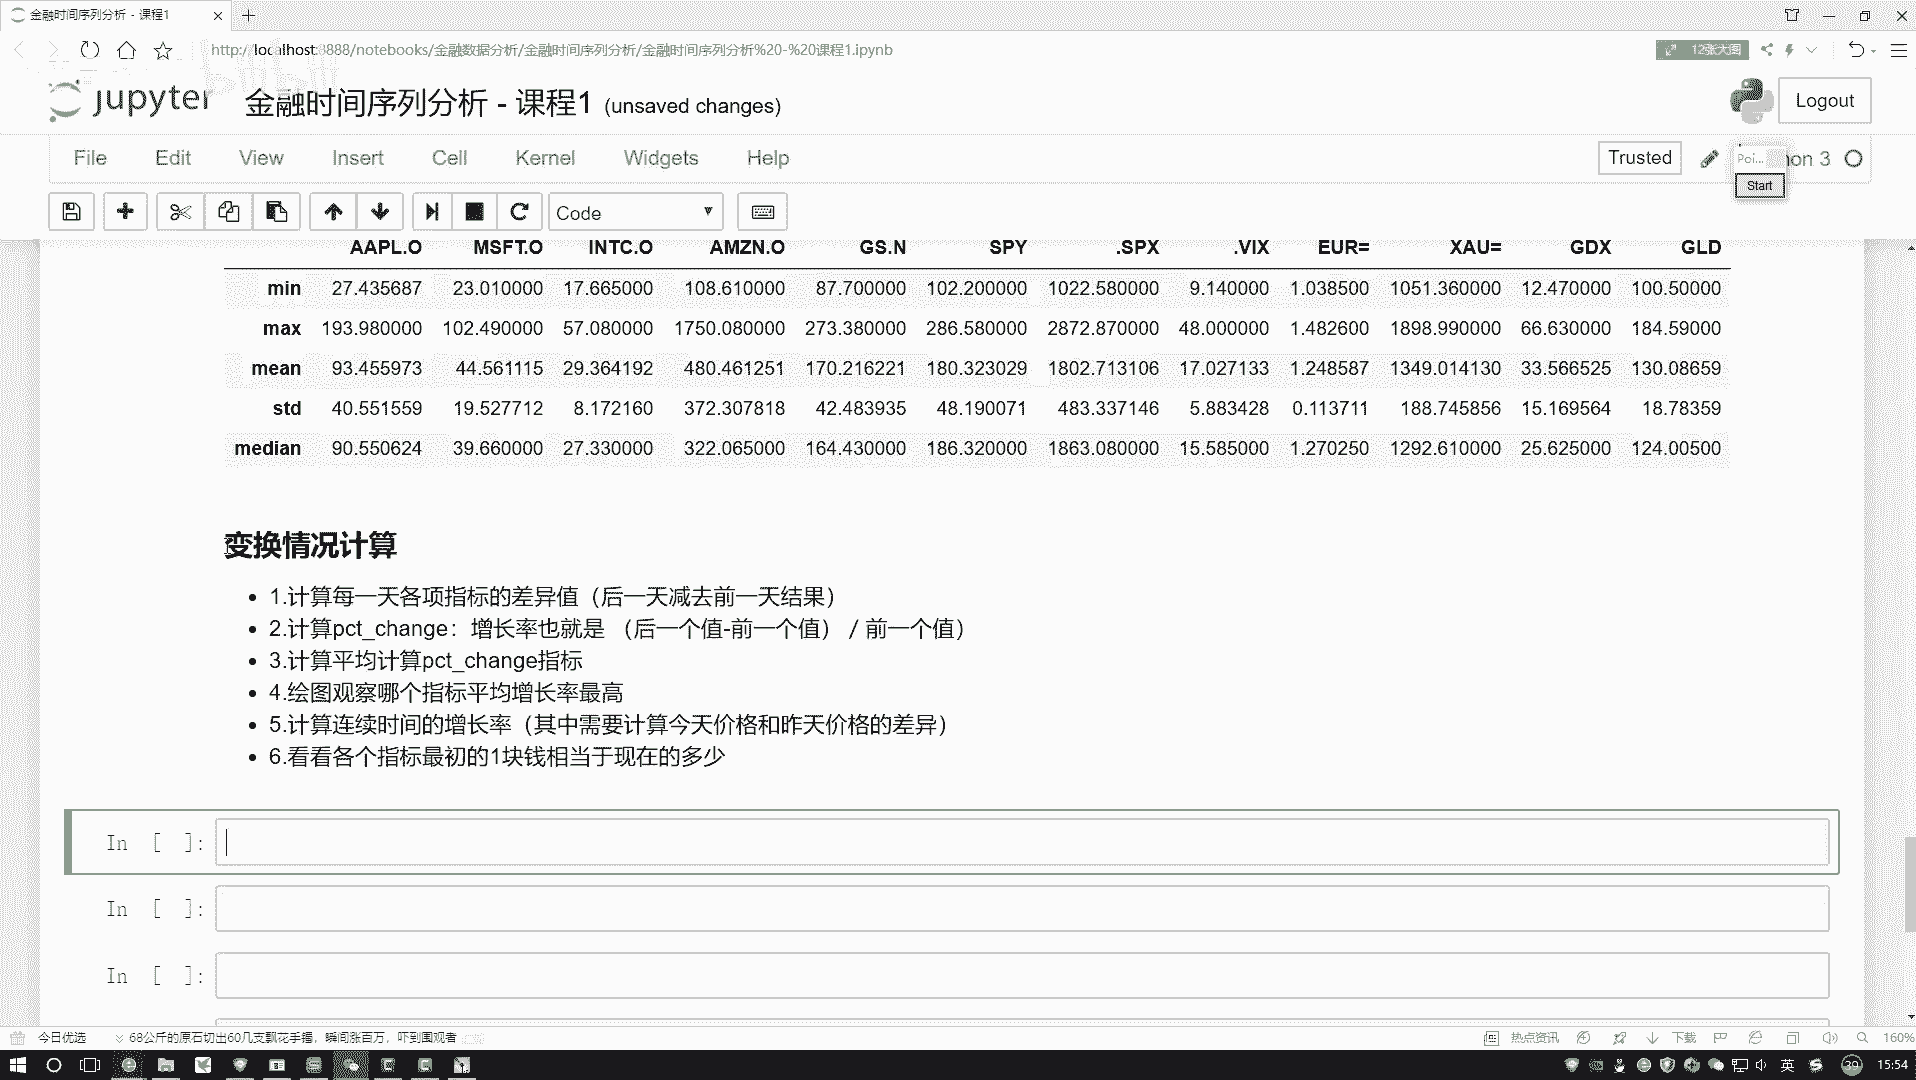 金融时间序列分析 - 课程1
http://localhost:8888/notebooks/金融数据分析/金融时间序列分析/金融时间序列分析%20-%20课程1.ipynb
12张大图
bilibili
jupyter 金融时间序列分析 - 课程1 (unsaved changes)
Logout
File Edit View Insert Cell Kernel Widgets Help
Trusted
Poi... hon 3
Start
Code
AAPL.O MSFT.O INTC.O AMZN.O GS.N SPY .SPX .VIX EUR= XAU= GDX GLD
min 27.435687 23.010000 17.665000 108.610000 87.700000 102.200000 1022.580000 9.140000 1.038500 1051.360000 12.470000 100.50000
max 193.980000 102.490000 57.080000 1750.080000 273.380000 286.580000 2872.870000 48.000000 1.482600 1898.990000 66.630000 184.59000
mean 93.455973 44.561115 29.364192 480.461251 170.216221 180.323029 1802.713106 17.027133 1.248587 1349.014130 33.566525 130.08659
std 40.551559 19.527712 8.172160 372.307818 42.483935 48.190071 483.337146 5.883428 0.113711 188.745856 15.169564 18.78359
median 90.550624 39.660000 27.330000 322.065000 164.430000 186.320000 1863.080000 15.585000 1.270250 1292.610000 25.625000 124.00500
变换情况计算
1.计算每一天各项指标的差异值（后一天减去前一天结果）
2.计算pct_change：增长率也就是 （后一个值-前一个值） / 前一个值）
3.计算平均计算pct_change指标
4.绘图观察哪个指标平均增长率最高
5.计算连续时间的增长率（其中需要计算今天价格和昨天价格的差异）
6.看看各个指标最初的1块钱相当于现在的多少
In [ ]:
In [ ]:
In [ ]:
今日优选 68公斤的原石切出60几支飘花手镯，瞬间涨百万，吓到围观者
热点资讯 下载 160%
英 39 15:54